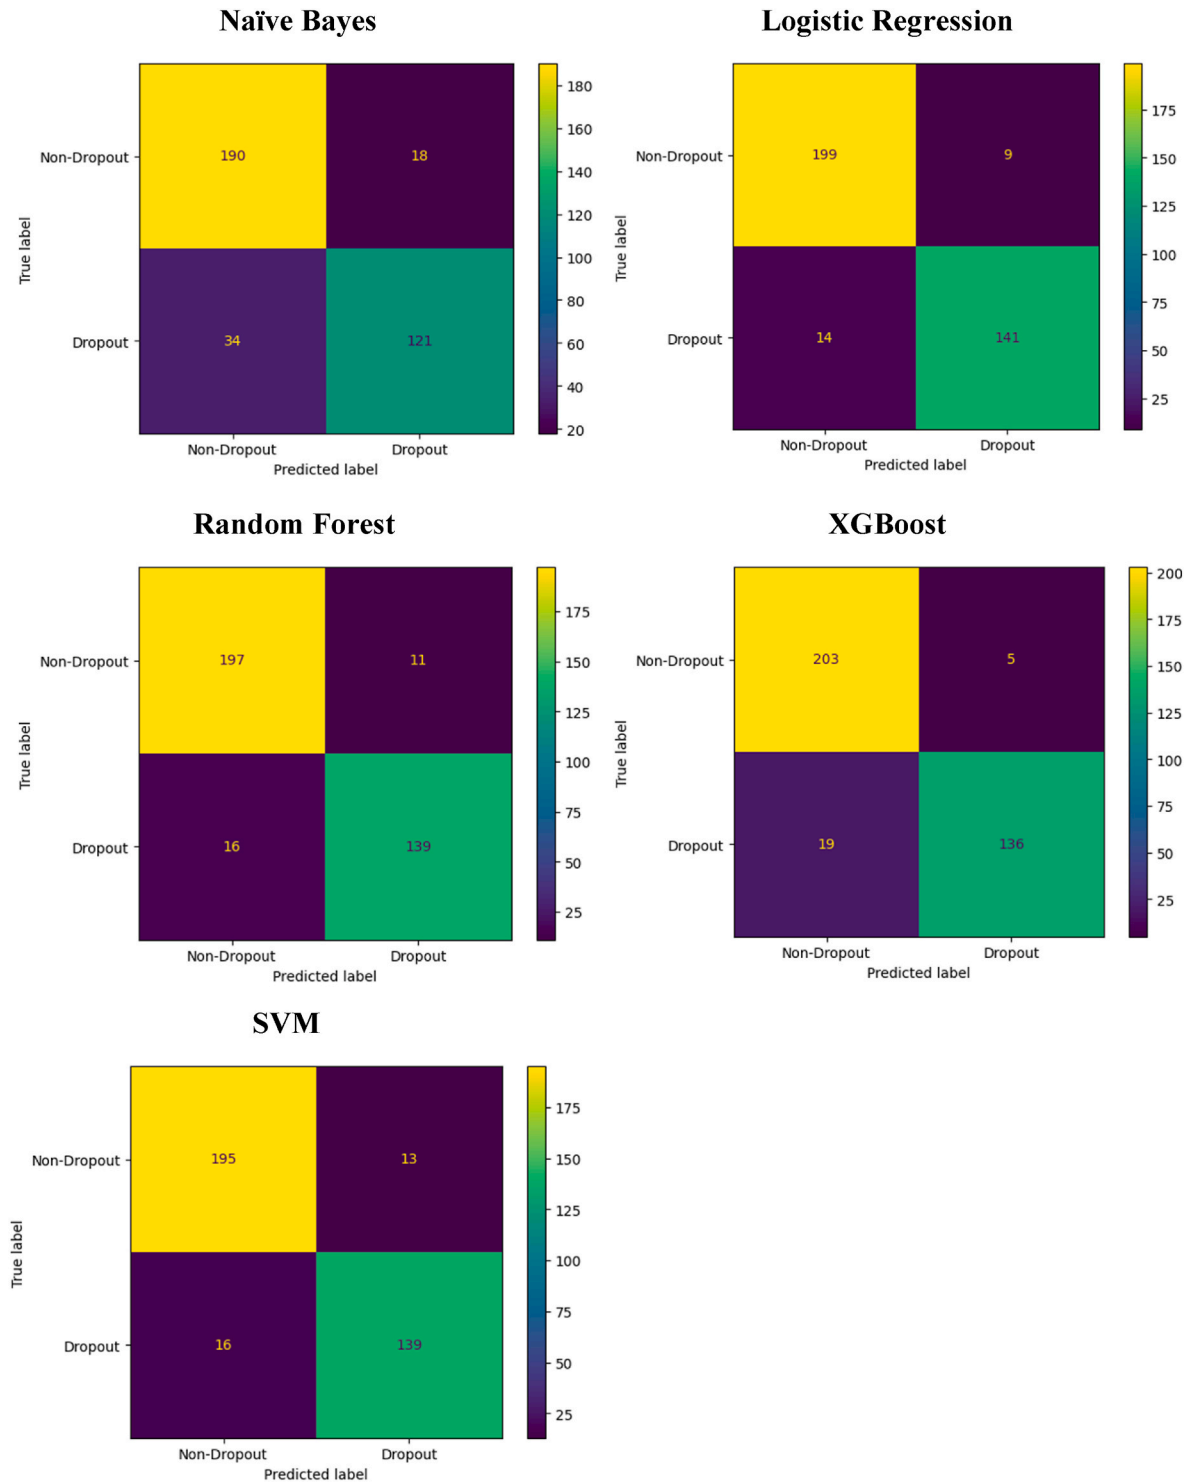 Naïve Bayes
Non-Dropout
190
18
True label
Dropout
34
121
Non-Dropout
Dropout
Predicted label
180
160
140
120
100
80
60
40
20
Logistic Regression
Non-Dropout
199
9
True label
Dropout
14
141
Non-Dropout
Dropout
Predicted label
175
150
125
100
75
50
25
Random Forest
Non-Dropout
197
11
True label
Dropout
16
139
Non-Dropout
Dropout
Predicted label
175
150
125
100
75
50
25
XGBoost
Non-Dropout
203
5
True label
Dropout
19
136
Non-Dropout
Dropout
Predicted label
200
175
150
125
100
75
50
25
SVM
Non-Dropout
195
13
True label
Dropout
16
139
Non-Dropout
Dropout
Predicted label
175
150
125
100
75
50
25